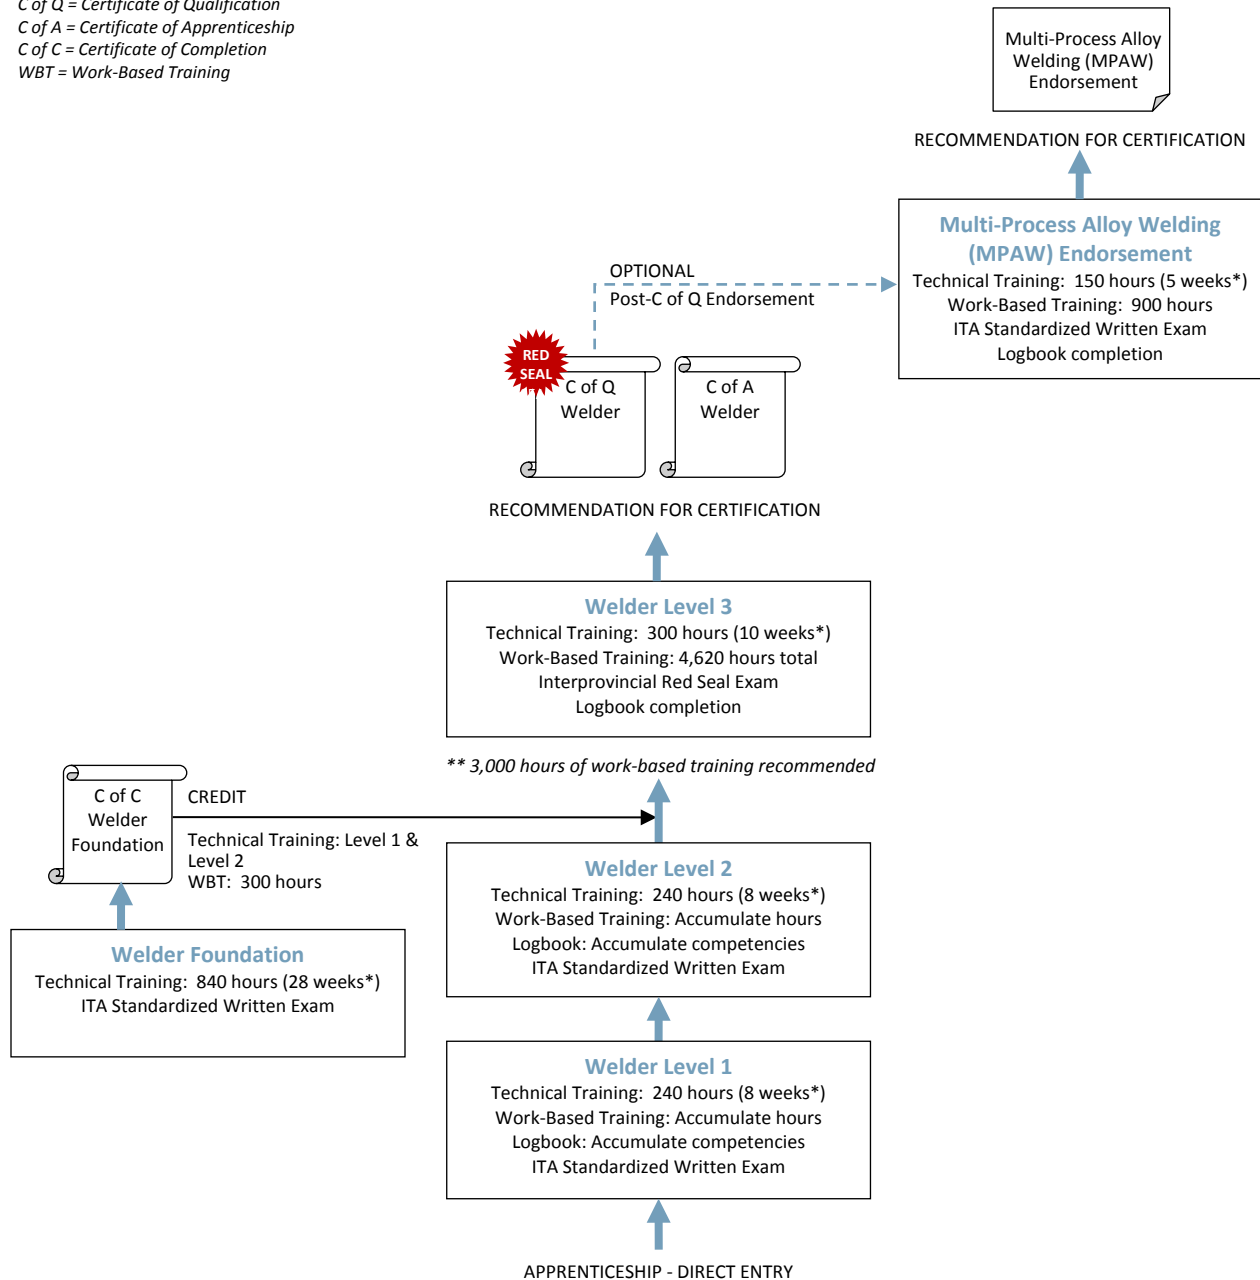 C of Q = Certificate of Qualification
C of A = Certificate of Apprenticeship
C of C = Certificate of Completion
WBT = Work-Based Training
Multi-Process Alloy
Welding (MPAW)
Endorsement
RECOMMENDATION FOR CERTIFICATION
Multi-Process Alloy Welding
(MPAW) Endorsement
Technical Training:  150 hours (5 weeks*)
Work-Based Training: 900 hours
ITA Standardized Written Exam
Logbook completion
OPTIONAL
Post-C of Q Endorsement
RED
SEAL
C of Q
Welder
C of A
Welder
RECOMMENDATION FOR CERTIFICATION
Welder Level 3
Technical Training:  300 hours (10 weeks*)
Work-Based Training: 4,620 hours total
Interprovincial Red Seal Exam
Logbook completion
** 3,000 hours of work-based training recommended
C of C
Welder
Foundation
CREDIT
Technical Training: Level 1 &
Level 2
WBT:  300 hours
Welder Level 2
Technical Training:  240 hours (8 weeks*)
Work-Based Training: Accumulate hours
Logbook: Accumulate competencies
ITA Standardized Written Exam
Welder Foundation
Technical Training:  840 hours (28 weeks*)
ITA Standardized Written Exam
Welder Level 1
Technical Training:  240 hours (8 weeks*)
Work-Based Training: Accumulate hours
Logbook: Accumulate competencies
ITA Standardized Written Exam
APPRENTICESHIP - DIRECT ENTRY